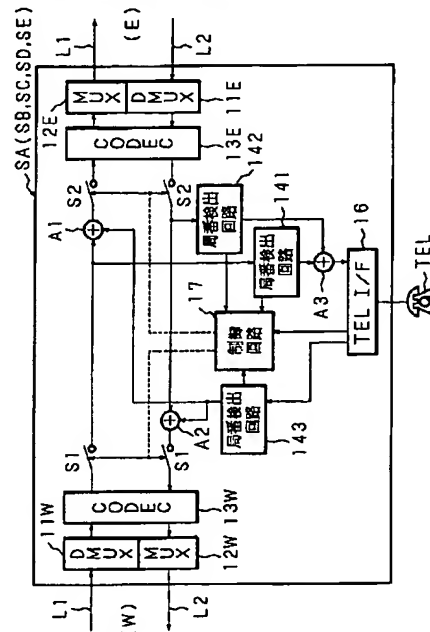 SA(SB,SC,SD,SE)
(W)
(E)
L1
L2
L1
L2
11W
DMUX
MUX
12W
CODEC
13W
S1
S1
A1
A2
S2
S2
CODEC
13E
12E
MUX
DMUX
11E
局番検出回路
142
局番検出回路
141
17
制御回路
局番検出回路
143
A3
TEL I/F
16
TEL